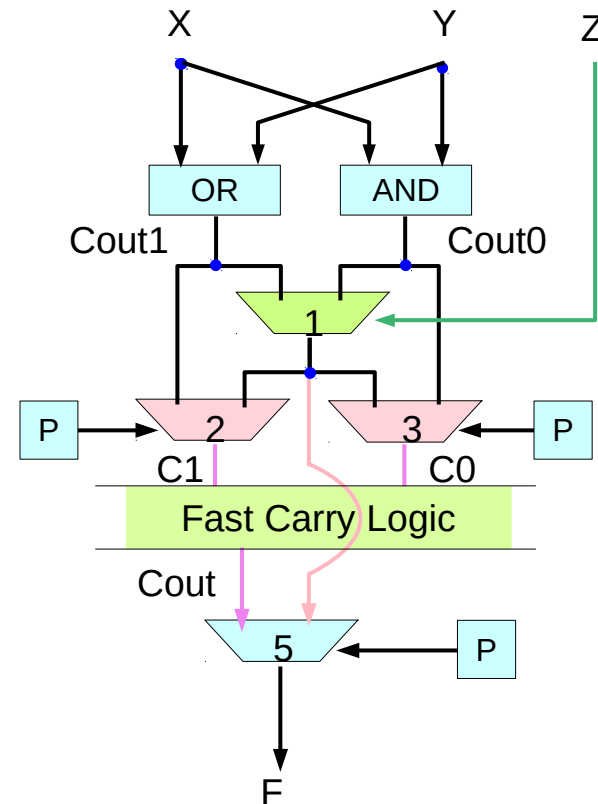 X Y Z
OR AND
Cout1 Cout0
1
P 2 3 P
C1 C0
Fast Carry Logic
Cout
5 P
F